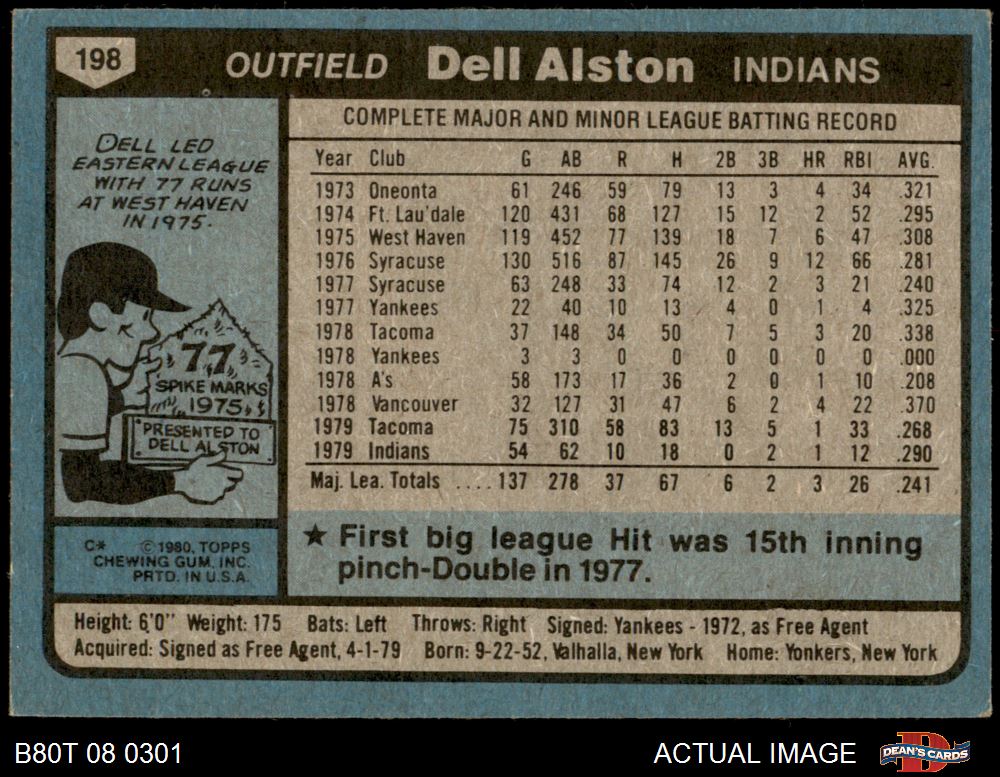 198 OUTFIELD Dell Alston INDIANS
DELL LED
EASTERN LEAGUE
WITH 77 RUNS
AT WEST HAVEN
IN 1975.
77
SPIKE MARKS
1975
PRESENTED TO
DELL ALSTON
C* © 1980, TOPPS
CHEWING GUM, INC.
PRTD. IN U.S.A.
COMPLETE MAJOR AND MINOR LEAGUE BATTING RECORD
Year Club G AB R H 2B 3B HR RBI AVG.
1973 Oneonta 61 246 59 79 13 3 4 34 .321
1974 Ft. Lau'dale 120 431 68 127 15 12 2 52 .295
1975 West Haven 119 452 77 139 18 7 6 47 .308
1976 Syracuse 130 516 87 145 26 9 12 66 .281
1977 Syracuse 63 248 33 74 12 2 3 21 .240
1977 Yankees 22 40 10 13 4 0 1 4 .325
1978 Tacoma 37 148 34 50 7 5 3 20 .338
1978 Yankees 3 3 0 0 0 0 0 0 .000
1978 A's 58 173 17 36 2 0 1 10 .208
1978 Vancouver 32 127 31 47 6 2 4 22 .370
1979 Tacoma 75 310 58 83 13 5 1 33 .268
1979 Indians 54 62 10 18 0 2 1 12 .290
Maj. Lea. Totals .... 137 278 37 67 6 2 3 26 .241
★ First big league Hit was 15th inning
pinch-Double in 1977.
Height: 6'0" Weight: 175 Bats: Left Throws: Right Signed: Yankees - 1972, as Free Agent
Acquired: Signed as Free Agent, 4-1-79 Born: 9-22-52, Valhalla, New York Home: Yonkers, New York
B80T 08 0301 ACTUAL IMAGE DEAN'S CARDS